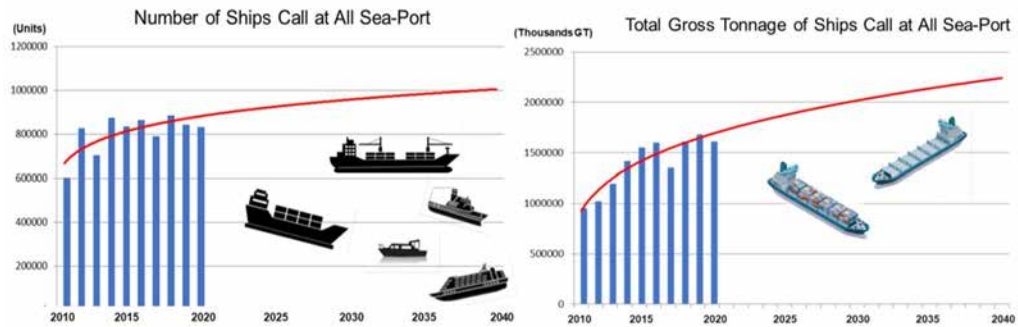 Number of Ships Call at All Sea-Port
(Units)
1200000
1000000
800000
600000
400000
200000
-
2010 2015 2020 2025 2030 2035 2040
Total Gross Tonnage of Ships Call at All Sea-Port
(Thousands GT)
2500000
2000000
1500000
1000000
500000
0
2010 2015 2020 2025 2030 2035 2040